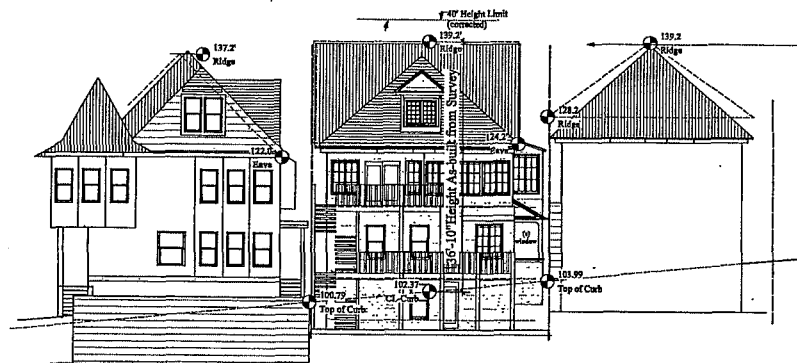 40' Height Limit
(corrected)
137.2'
Ridge
139.2'
Ridge
139.2
Ridge
128.2
Ridge
122.0'
Eave
124.2'
Eave
36'-10" Height As-built from Survey
(v)
window
100.79
Top of Curb
102.37
CL Curb
103.99
Top of Curb